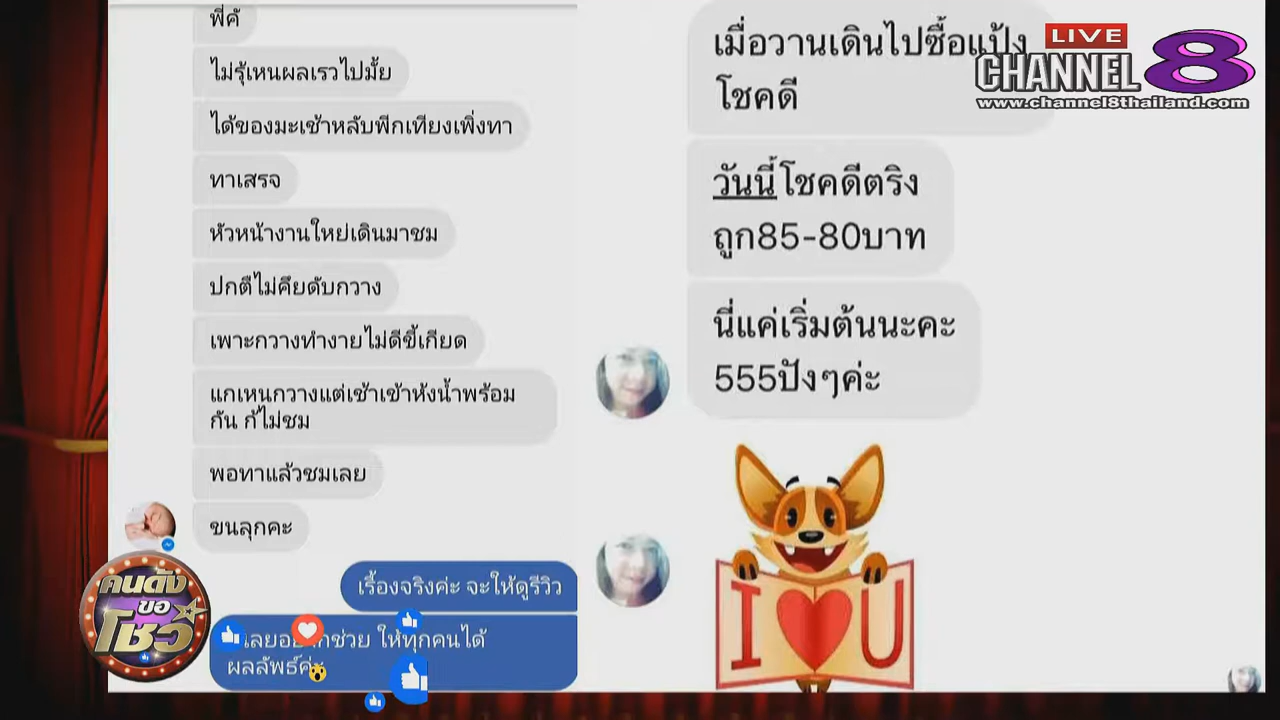 พี่คั
ไม่รุ้เหนผลเรวไปมั้ย
ได้ของมะเช้าหลับพีกเทียงเพิ่งทา
ทาเสรจ
หัวหน้างานใหย่เดินมาชม
ปกตืไม่คึยดับกวาง
เพาะกวางทำงายไม่ดีขี้เกียด
แกเหนกวางแต่เช้าเข้าห้งน้ำพร้อม
กัน ก้ไม่ชม
พอทาแล้วชมเลย
ขนลุกคะ
เรื่องจริงค่ะ จะให้ดูรีวิว
ช่วย ให้ทุกคนได้
ผลลัพธ์
คนดัง
ขอ
โชว์
เมื่อวานเดินไปซื้อแป้ง
โชคดี
วันนี้โชคดีตริง
ถูก85-80บาท
นี่แค่เริ่มต้นนะคะ
555ปังๆค่ะ
I U
LIVE
CHANNEL 8
www.channel8thailand.com